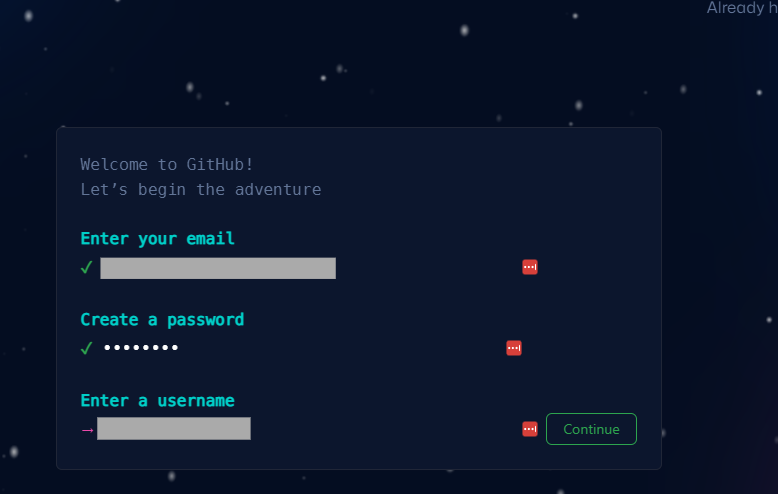 Already h
Welcome to GitHub!
Let’s begin the adventure
Enter your email
✓
Create a password
✓ ••••••••
Enter a username
→
Continue